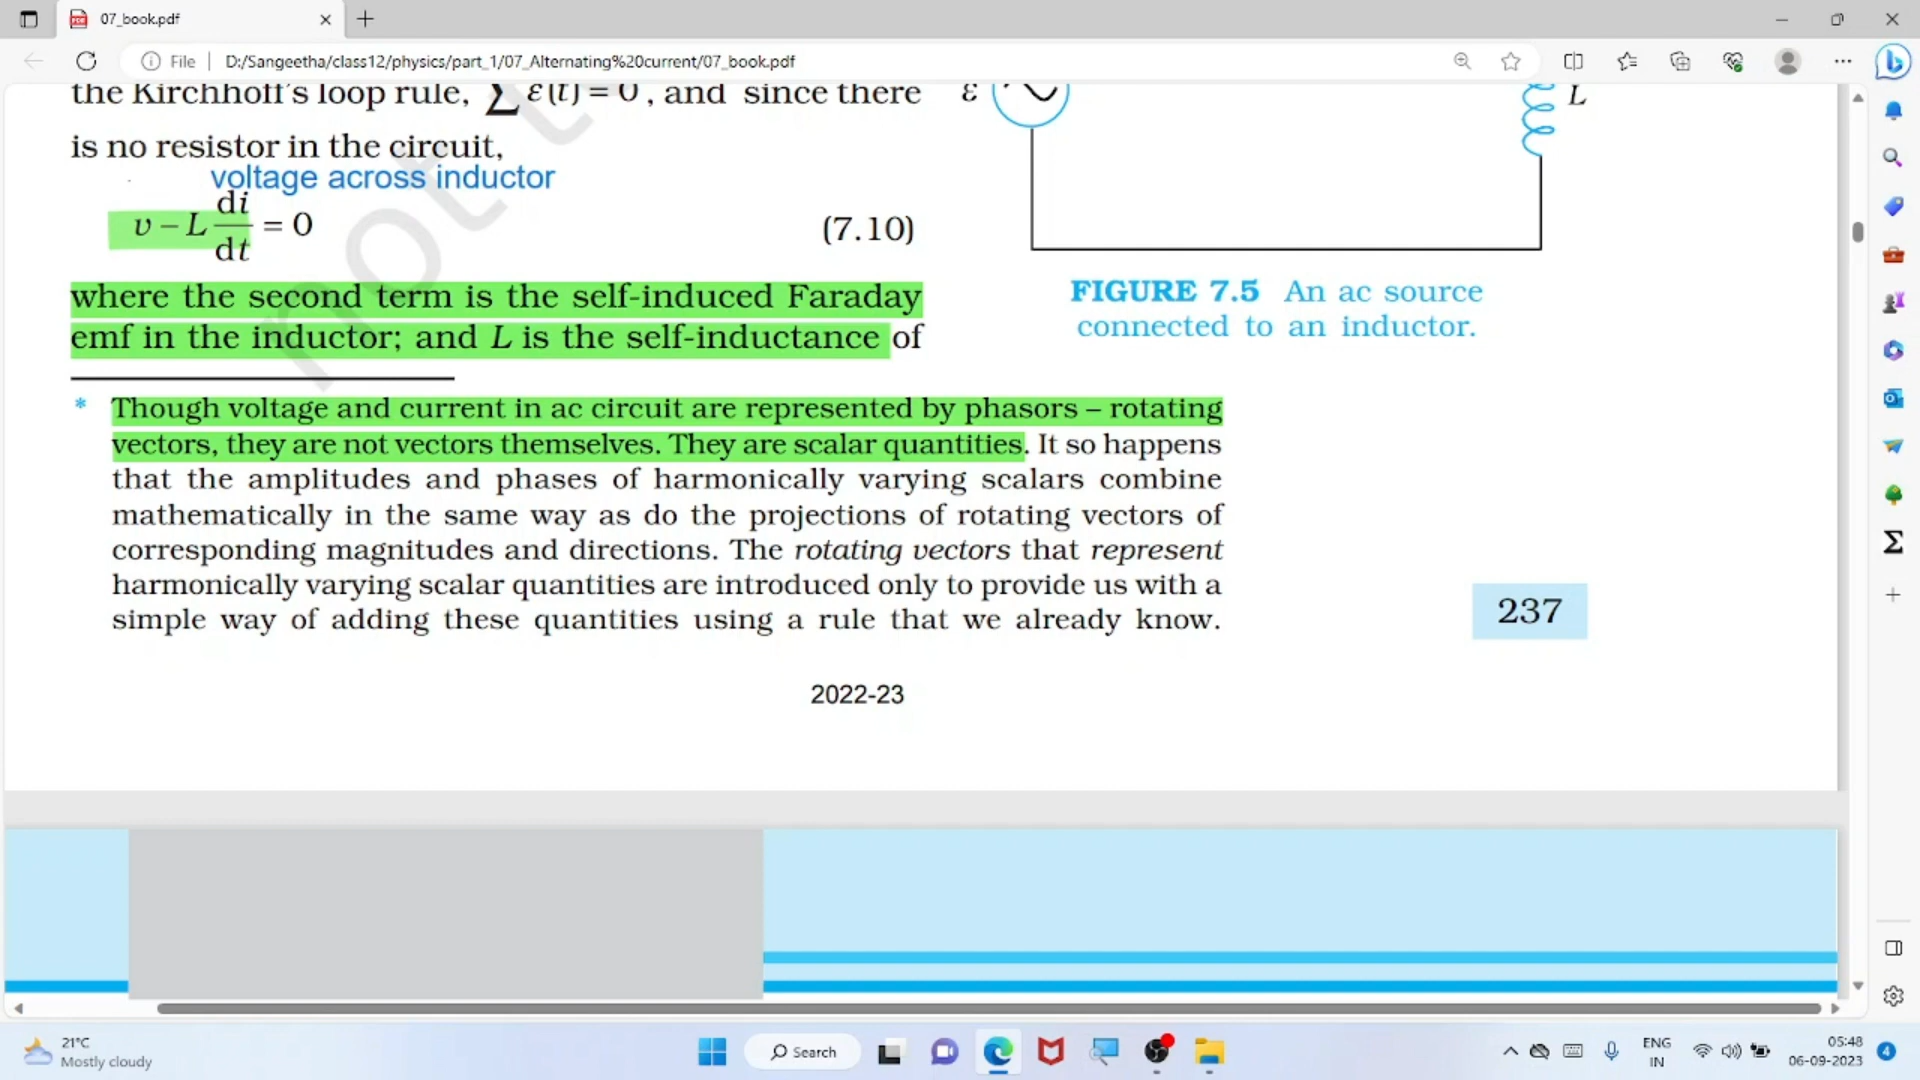 07_book.pdf
File
D:/Sangeetha/class12/physics/part_1/07_Alternating%20current/07_book.pdf
the Kirchhoff's loop rule, ∑ ε(t) = 0, and since there
is no resistor in the circuit,
voltage across inductor
v – L di/dt = 0 (7.10)
where the second term is the self-induced Faraday
emf in the inductor; and L is the self-inductance of
ε
L
FIGURE 7.5 An ac source
connected to an inductor.
* Though voltage and current in ac circuit are represented by phasors – rotating
vectors, they are not vectors themselves. They are scalar quantities. It so happens
that the amplitudes and phases of harmonically varying scalars combine
mathematically in the same way as do the projections of rotating vectors of
corresponding magnitudes and directions. The rotating vectors that represent
harmonically varying scalar quantities are introduced only to provide us with a
simple way of adding these quantities using a rule that we already know.
237
2022-23
not t
21°C
Mostly cloudy
Search
ENG
IN
05:48
06-09-2023
4